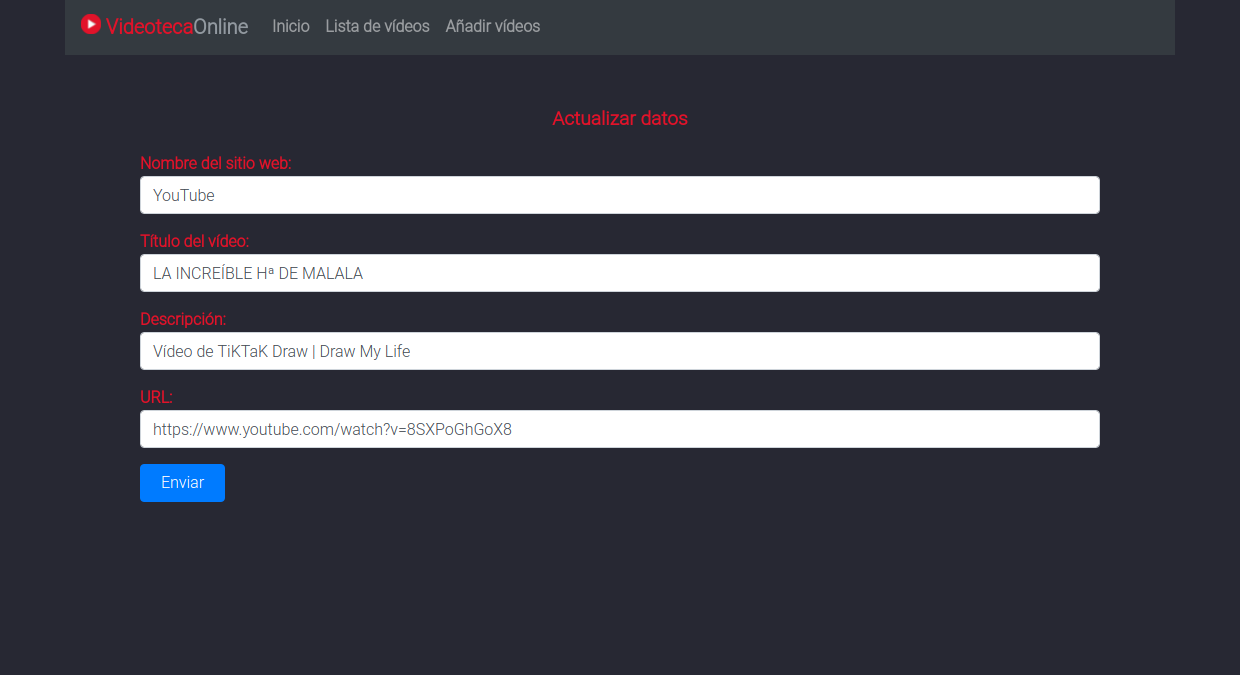 VideotecaOnline Inicio Lista de vídeos Añadir vídeos
Actualizar datos
Nombre del sitio web:
YouTube
Título del vídeo:
LA INCREÍBLE Hª DE MALALA
Descripción:
Vídeo de TiKTaK Draw | Draw My Life
URL:
https://www.youtube.com/watch?v=8SXPoGhGoX8
Enviar